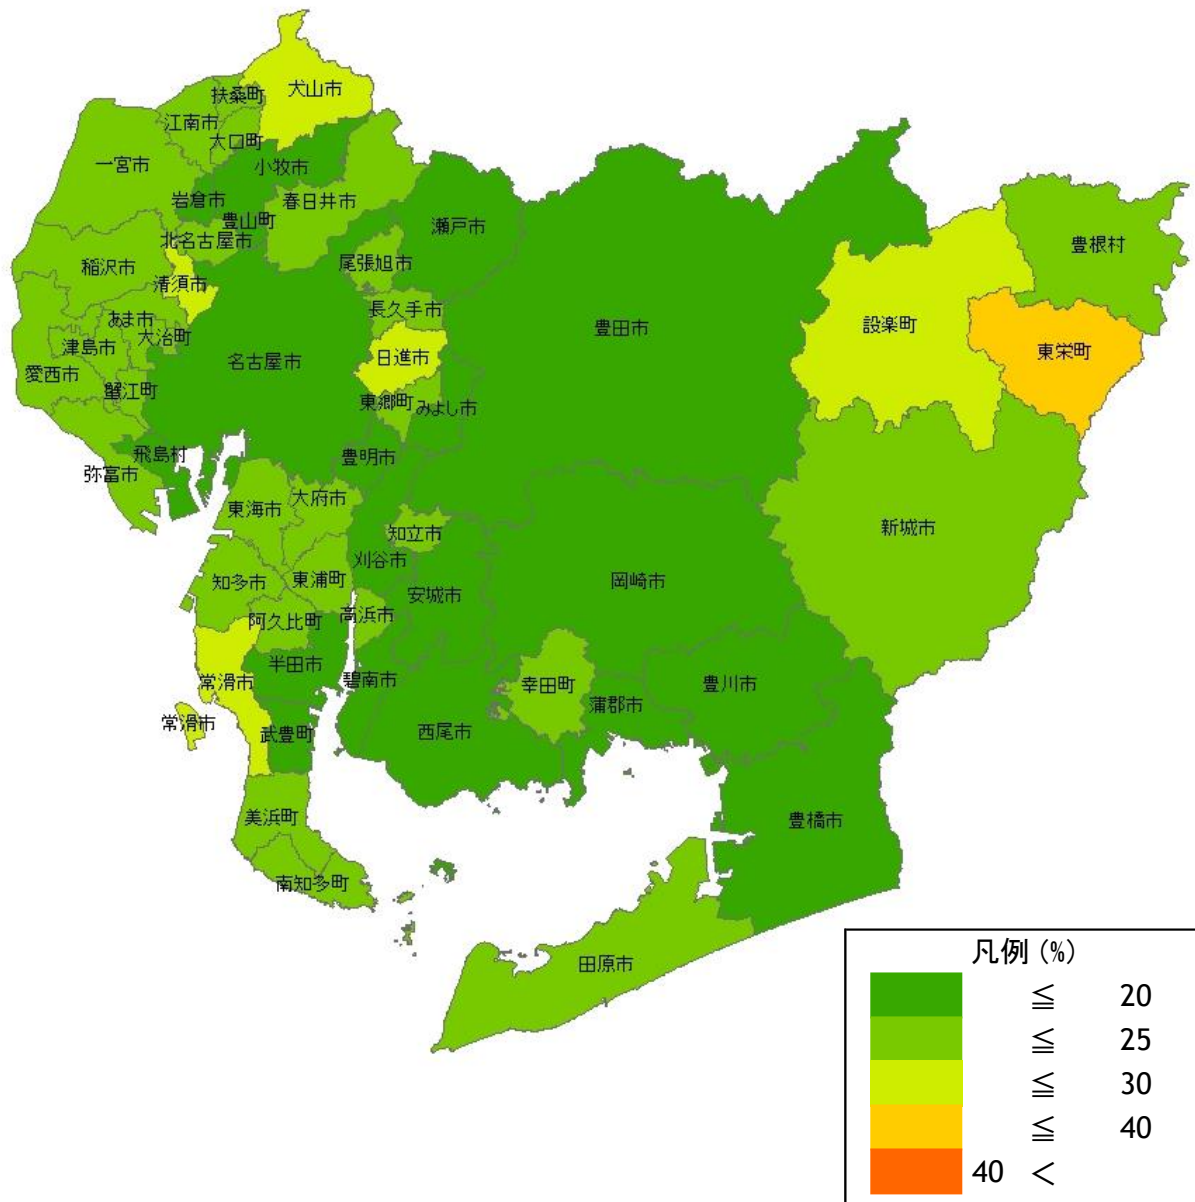 犬山市
扶桑町
江南市
大口町
一宮市
小牧市
岩倉市
春日井市
豊山町
瀬戸市
北名古屋市
豊根村
尾張旭市
稲沢市
清須市
長久手市
あま市
大治町
豊田市
設楽町
津島市
東栄町
名古屋市
日進市
愛西市
蟹江町
東郷町
みよし市
飛島村
豊明市
弥富市
大府市
東海市
新城市
知立市
刈谷市
知多市
東浦町
岡崎市
安城市
高浜市
阿久比町
半田市
常滑市
碧南市
幸田町
豊川市
蒲郡市
常滑市
武豊町
西尾市
美浜町
豊橋市
南知多町
田原市
凡例 (%)
≦ 20
≦ 25
≦ 30
≦ 40
40 <